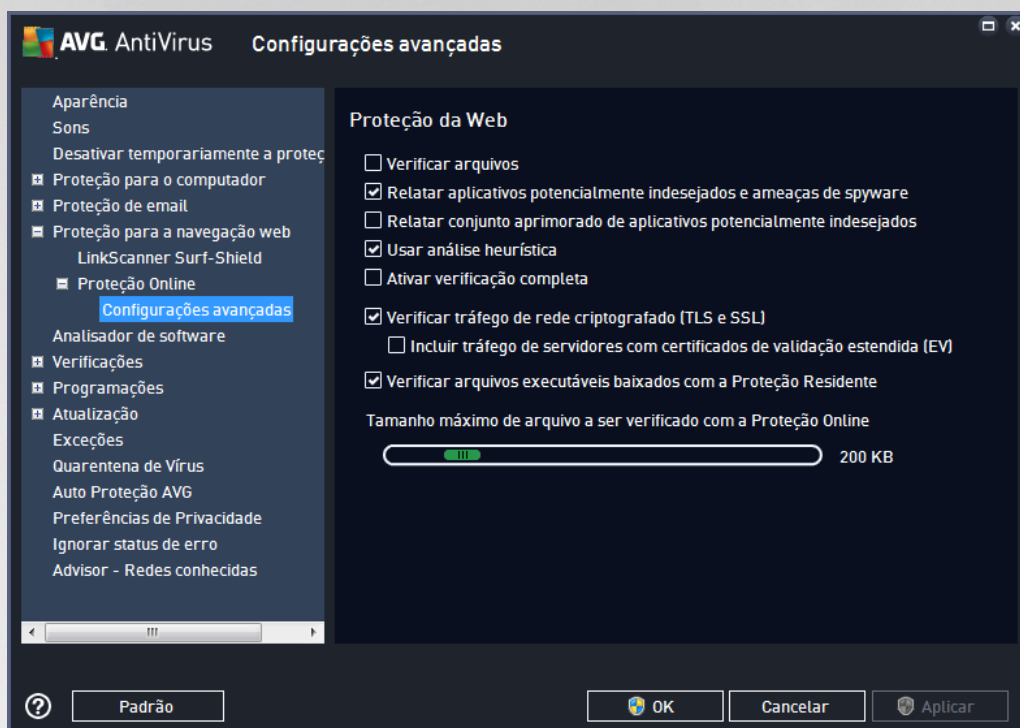 AVG. AntiVirus
Configurações avançadas
Aparência
Sons
Desativar temporariamente a proteç
Proteção para o computador
Proteção de email
Proteção para a navegação web
LinkScanner Surf-Shield
Proteção Online
Configurações avançadas
Analisador de software
Verificações
Programações
Atualização
Exceções
Quarentena de Vírus
Auto Proteção AVG
Preferências de Privacidade
Ignorar status de erro
Advisor - Redes conhecidas
Proteção da Web
Verificar arquivos
Relatar aplicativos potencialmente indesejados e ameaças de spyware
Relatar conjunto aprimorado de aplicativos potencialmente indesejados
Usar análise heurística
Ativar verificação completa
Verificar tráfego de rede criptografado (TLS e SSL)
Incluir tráfego de servidores com certificados de validação estendida (EV)
Verificar arquivos executáveis baixados com a Proteção Residente
Tamanho máximo de arquivo a ser verificado com a Proteção Online
200 KB
Padrão
OK
Cancelar
Aplicar